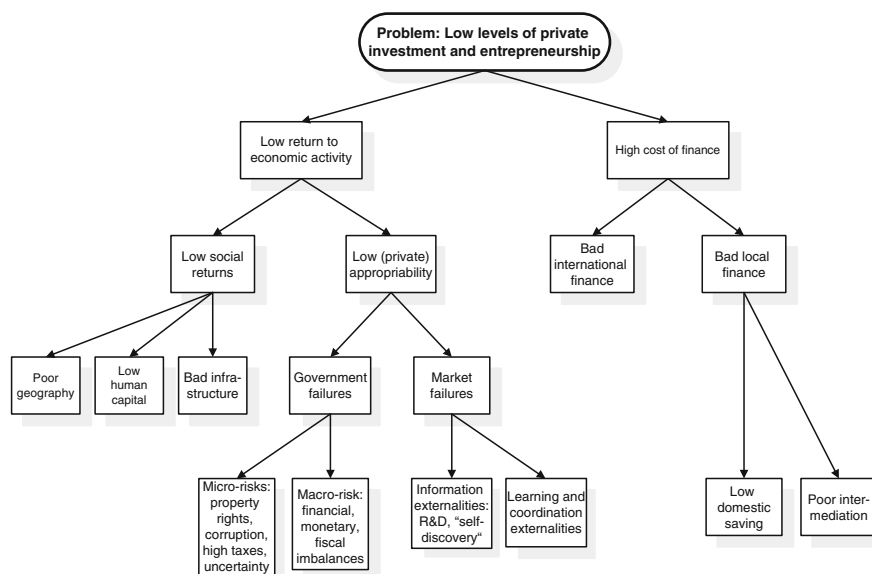 Problem: Low levels of private
investment and entrepreneurship
Low return to
economic activity
High cost of finance
Low social
returns
Low (private)
appropriability
Bad
international
finance
Bad local
finance
Poor
geography
Low
human
capital
Bad infra-
structure
Government
failures
Market
failures
Micro-risks:
property
rights,
corruption,
high taxes,
uncertainty
Macro-risk:
financial,
monetary,
fiscal
imbalances
Information
externalities:
R&D, “self-
discovery“
Learning and
coordination
externalities
Low
domestic
saving
Poor inter-
mediation